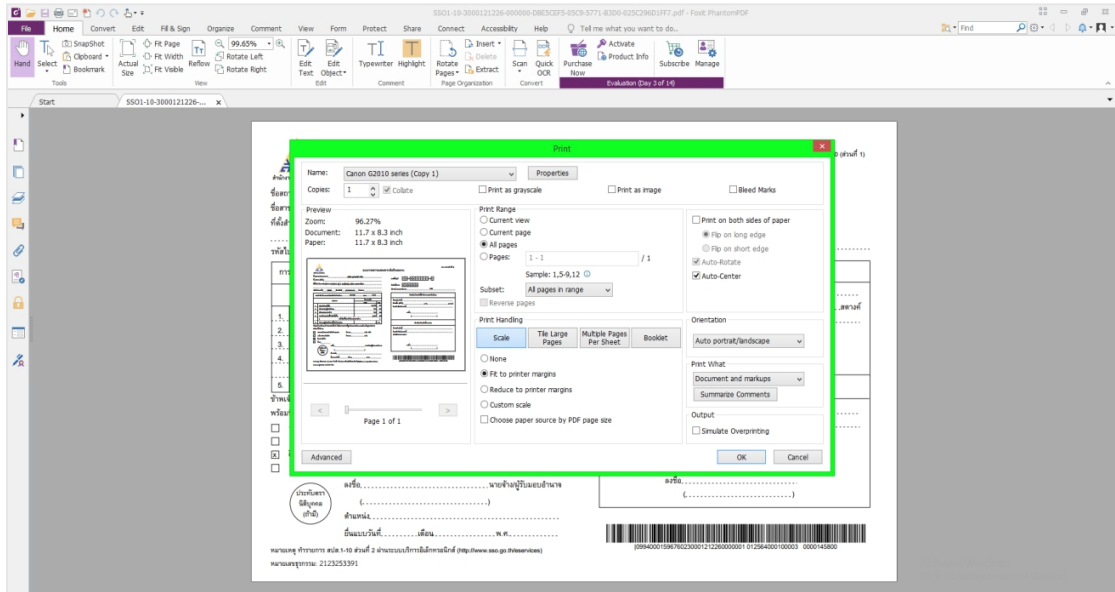 SSO1-10-3000121226-000000-DBE5CEF5-05C9-5771-B3D0-025C296D1FF7.pdf - Foxit PhantomPDF
File Home Convert Edit Fill & Sign Organize Comment View Form Protect Share Connect Accessibility Help Tell me what you want to do... Find
SnapShot Fit Page 99.65% Insert Activate
Clipboard Fit Width Rotate Left Delete Product Info
Bookmark Fit Visible Rotate Right Extract
Hand Select Actual Size Reflow Edit Text Edit Object Typewriter Highlight Rotate Pages Scan Quick OCR Purchase Now Subscribe Manage
Tools View Edit Comment Page Organization Convert Evaluation (Day 3 of 14)
Start SSO1-10-3000121226-... x
Print
(ส่วนที่ 1)
Name: Canon G2010 series (Copy 1) Properties
Copies: 1 Collate Print as grayscale Print as image Bleed Marks
Preview
Zoom: 96.27%
Document: 11.7 x 8.3 inch
Paper: 11.7 x 8.3 inch
< >
Page 1 of 1
Print Range
Current view
Current page
All pages
Pages: 1 - 1 / 1
Sample: 1,5-9,12
Subset: All pages in range
Reverse pages
Print on both sides of paper
Flip on long edge
Flip on short edge
Auto-Rotate
Auto-Center
Print Handling
Scale Tile Large Pages Multiple Pages Per Sheet Booklet
None
Fit to printer margins
Reduce to printer margins
Custom scale
Choose paper source by PDF page size
Orientation
Auto portrait/landscape
Print What
Document and markups
Summarize Comments
Output
Simulate Overprinting
Advanced OK Cancel
1.
2.
3.
4.
5.
ลงชื่อ นายจ้าง/ผู้รับมอบอำนาจ
(....................)
ตำแหน่ง
ยื่นแบบวันที่ เดือน พ.ศ.
ประทับตรา
นิติบุคคล
(ถ้ามี)
ลงชื่อ
(....................)
|099400015967602300012122600000001 012564000100003 0000145800
หมายเหตุ ทำรายการ สปส.1-10 ส่วนที่ 2 ผ่านระบบบริการอิเล็กทรอนิกส์ (http://www.sso.go.th/eservices)
หมายเลขธุรกรรม: 2123253391